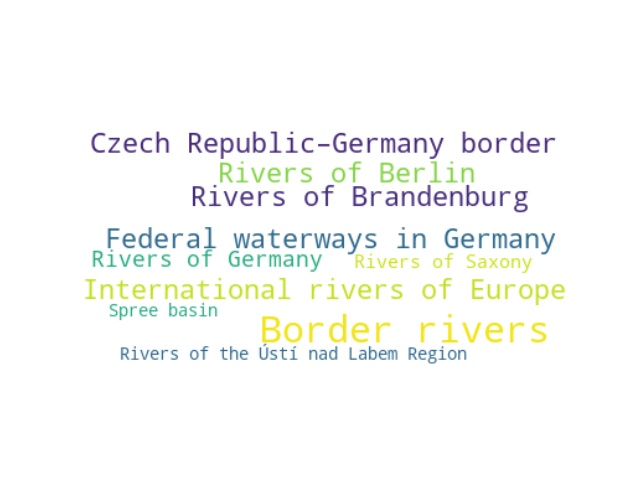 Czech Republic–Germany border
Rivers of Berlin
Rivers of Brandenburg
Federal waterways in Germany
Rivers of Germany
Rivers of Saxony
International rivers of Europe
Spree basin
Border rivers
Rivers of the Ústí nad Labem Region